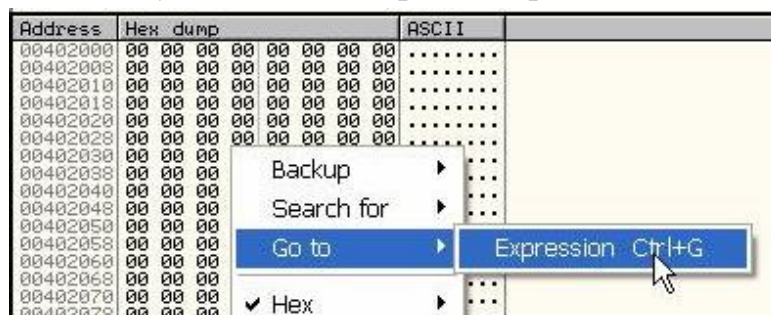 Address Hex dump ASCII
00402000 00 00 00 00 00 00 00 00 ........
00402008 00 00 00 00 00 00 00 00 ........
00402010 00 00 00 00 00 00 00 00 ........
00402018 00 00 00 00 00 00 00 00 ........
00402020 00 00 00 00 00 00 00 00 ........
00402028 00 00 00 00 00 00 00 00 ........
00402030 00 00 00
00402038 00 00 00 Backup
00402040 00 00 00
00402048 00 00 00 Search for ...
00402050 00 00 00
00402058 00 00 00 Go to Expression Ctrl+G
00402060 00 00 00
00402068 00 00 00
00402070 00 00 00 ✔ Hex ...
00402078 00 00 00